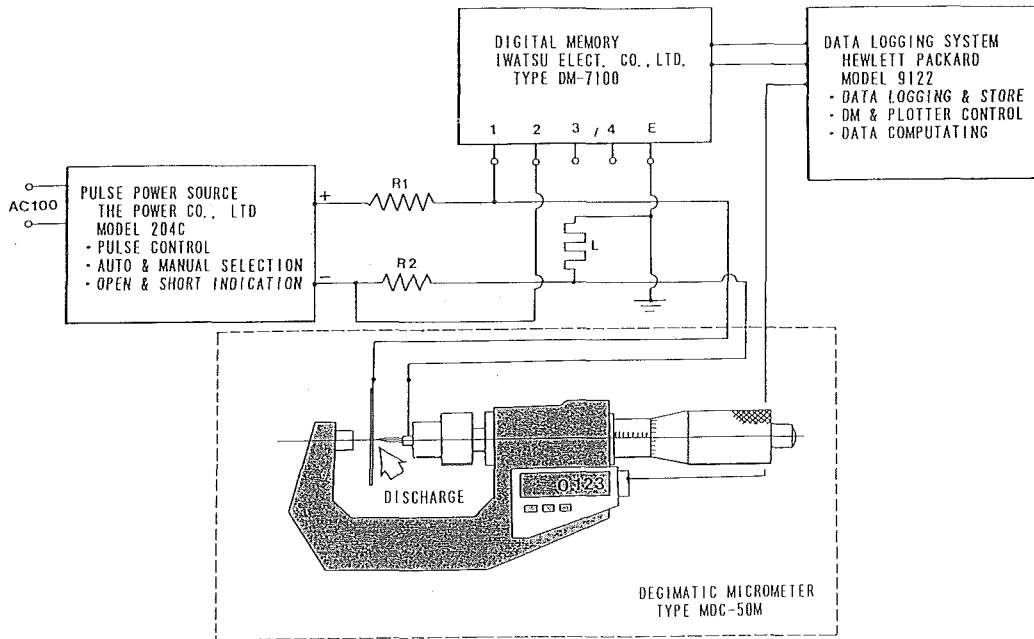 DIGITAL MEMORY
IWATSU ELECT. CO., LTD.
TYPE DM-7100
1 2 3 / 4 E
DATA LOGGING SYSTEM
HEWLETT PACKARD
MODEL 9122
· DATA LOGGING & STORE
· DM & PLOTTER CONTROL
· DATA COMPUTATING
AC100
PULSE POWER SOURCE
THE POWER CO., LTD
MODEL 204C
· PULSE CONTROL
· AUTO & MANUAL SELECTION
· OPEN & SHORT INDICATION
+
−
R1
R2
L
DISCHARGE
0.123
DEGIMATIC MICROMETER
TYPE MDC-50M